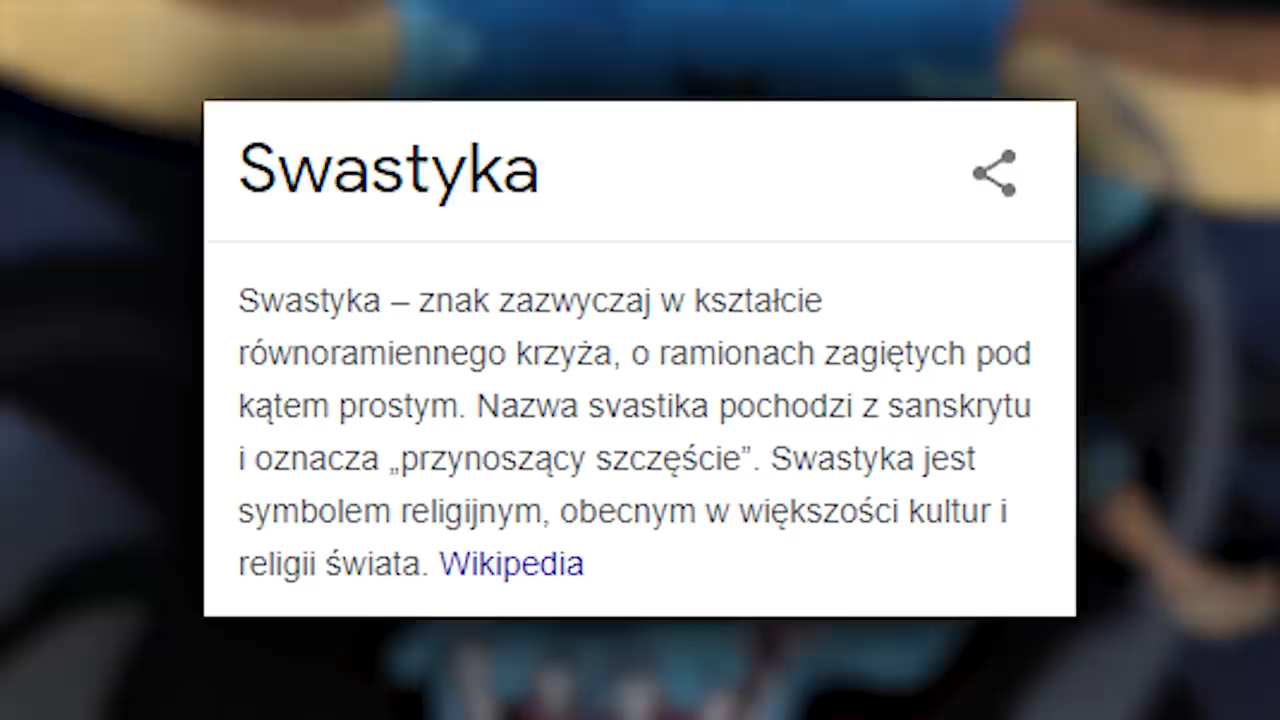 Swastyka
Swastyka – znak zazwyczaj w kształcie
równoramiennego krzyża, o ramionach zagiętych pod
kątem prostym. Nazwa svastika pochodzi z sanskrytu
i oznacza „przynoszący szczęście”. Swastyka jest
symbolem religijnym, obecnym w większości kultur i
religii świata. Wikipedia